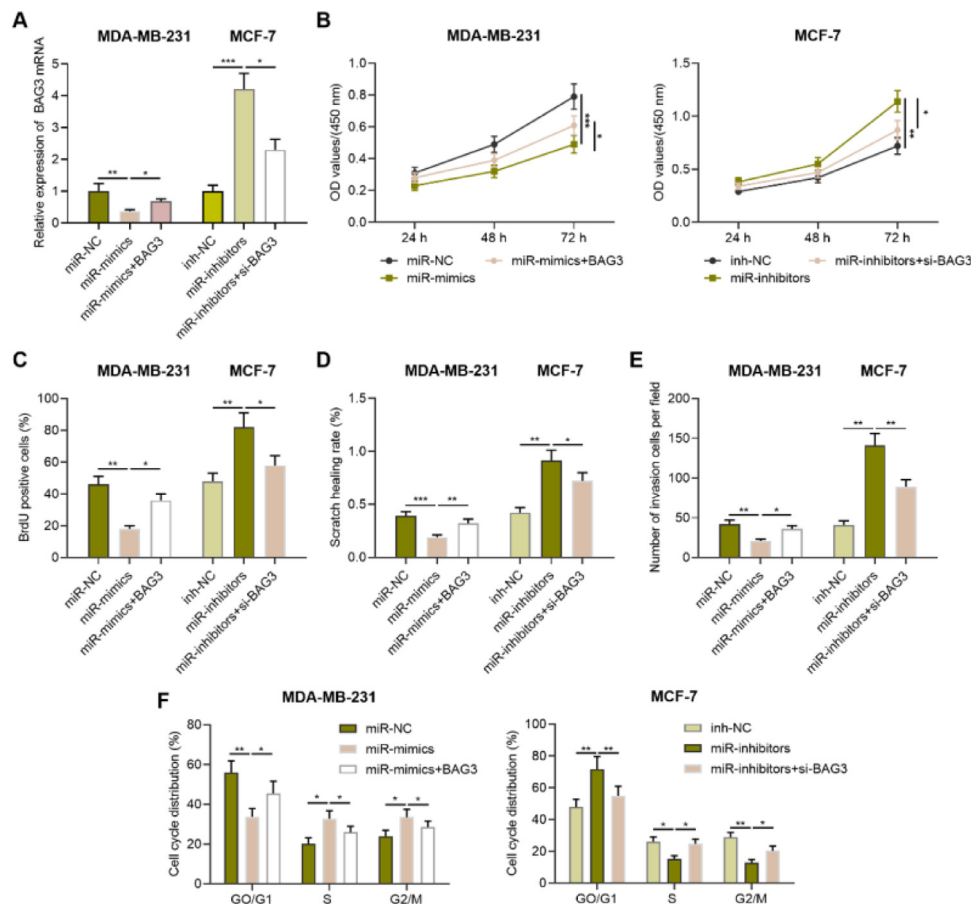 A
MDA-MB-231 MCF-7
Relative expression of BAG3 mRNA
5
4
3
2
1
0
** * *** *
miR-NC
miR-mimics
miR-mimics+BAG3
inh-NC
miR-inhibitors
miR-inhibitors+si-BAG3
B
MDA-MB-231
OD values/(450 nm)
1.0
0.8
0.6
0.4
0.2
0.0
***
*
24 h 48 h 72 h
miR-NC miR-mimics+BAG3
miR-mimics
MCF-7
OD values/(450 nm)
1.5
1.0
0.5
0.0
**
*
24 h 48 h 72 h
inh-NC miR-inhibitors+si-BAG3
miR-inhibitors
C
MDA-MB-231 MCF-7
BrdU positive cells (%)
100
80
60
40
20
0
** * ** *
miR-NC
miR-mimics
miR-mimics+BAG3
inh-NC
miR-inhibitors
miR-inhibitors+si-BAG3
D
MDA-MB-231 MCF-7
Scratch healing rate (%)
1.5
1.0
0.5
0.0
*** ** ** *
miR-NC
miR-mimics
miR-mimics+BAG3
inh-NC
miR-inhibitors
miR-inhibitors+si-BAG3
E
MDA-MB-231 MCF-7
Number of invasion cells per field
200
150
100
50
0
** * ** **
miR-NC
miR-mimics
miR-mimics+BAG3
inh-NC
miR-inhibitors
miR-inhibitors+si-BAG3
F
MDA-MB-231
Cell cycle distribution (%)
80
60
40
20
0
miR-NC
miR-mimics
miR-mimics+BAG3
** * * * * *
GO/G1 S G2/M
MCF-7
Cell cycle distribution (%)
100
80
60
40
20
0
inh-NC
miR-inhibitors
miR-inhibitors+si-BAG3
** ** * * ** *
GO/G1 S G2/M